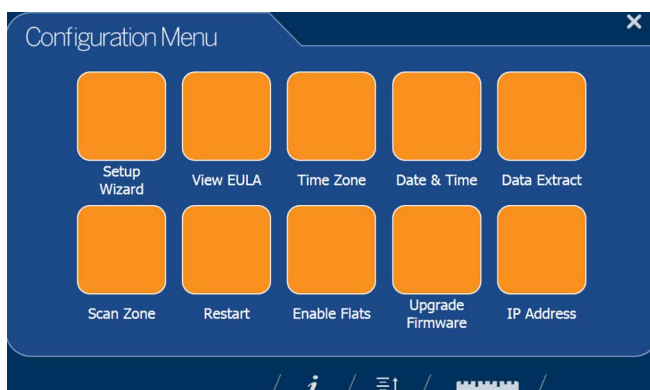 Configuration Menu
Setup
Wizard
View EULA
Time Zone
Date & Time
Data Extract
Scan Zone
Restart
Enable Flats
Upgrade
Firmware
IP Address